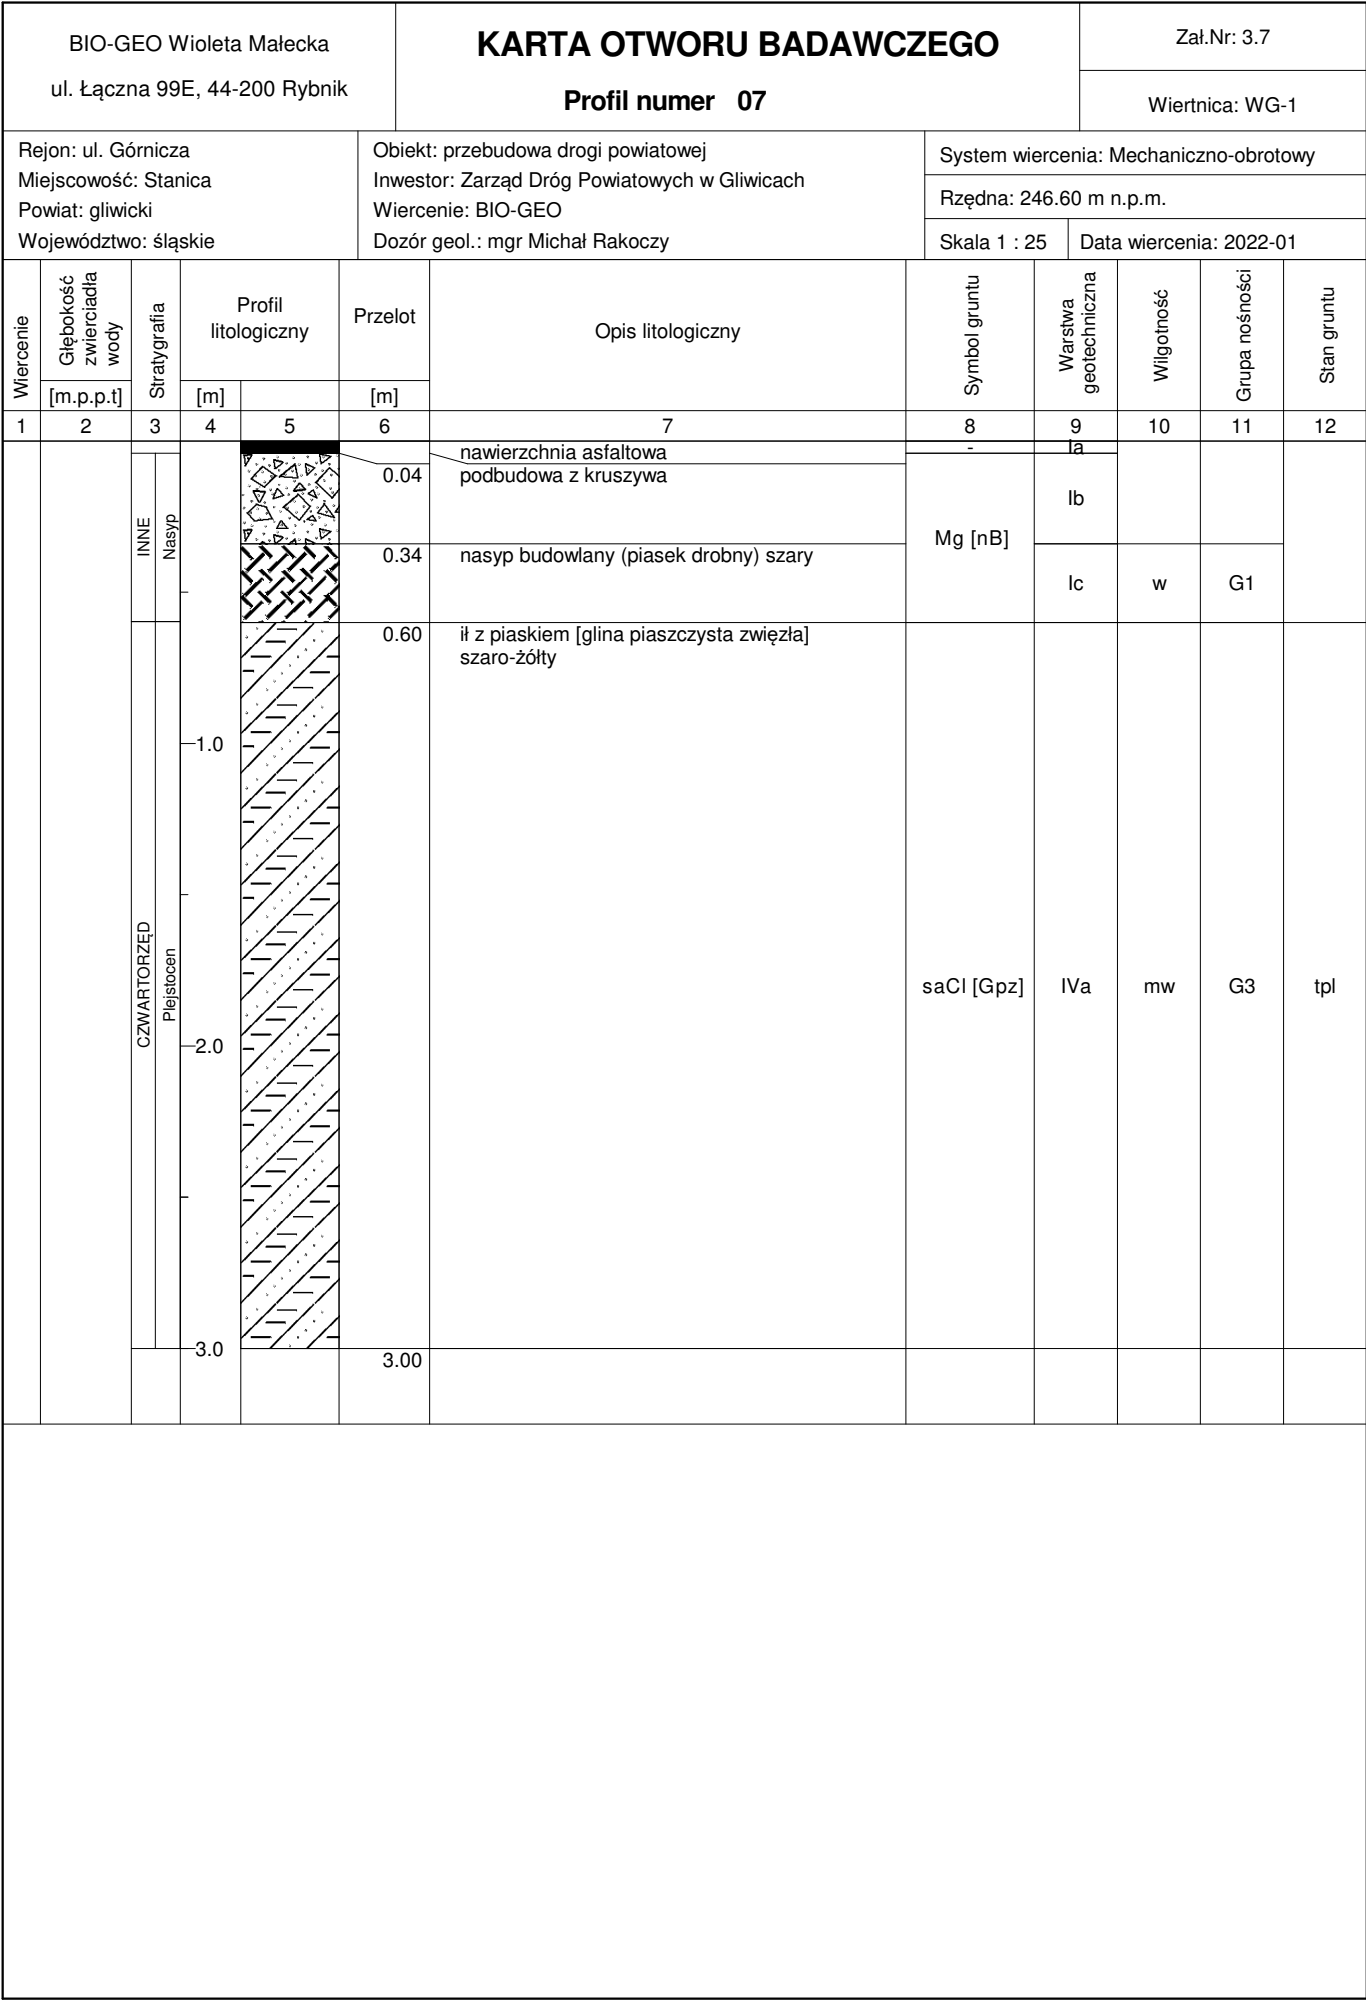 BIO-GEO Wioleta Małecka
ul. Łączna 99E, 44-200 Rybnik
KARTA OTWORU BADAWCZEGO
Profil numer 07
Zał.Nr: 3.7
Wiertnica: WG-1
Rejon: ul. Górnicza
Miejscowość: Stanica
Powiat: gliwicki
Województwo: śląskie
Obiekt: przebudowa drogi powiatowej
Inwestor: Zarząd Dróg Powiatowych w Gliwicach
Wiercenie: BIO-GEO
Dozór geol.: mgr Michał Rakoczy
System wiercenia: Mechaniczno-obrotowy
Rzędna: 246.60 m n.p.m.
Skala 1 : 25
Data wiercenia: 2022-01
Wiercenie
Głębokość
zwierciadła
wody
[m.p.p.t]
Stratygrafia
Profil
litologiczny
[m]
Przelot
[m]
Opis litologiczny
Symbol gruntu
Warstwa
geotechniczna
Wilgotność
Grupa nośności
Stan gruntu
1 2 3 4 5 6 7 8 9 10 11 12
nawierzchnia asfaltowa - Ia
0.04 podbudowa z kruszywa
Ib
INNE
Nasyp
Mg [nB]
0.34 nasyp budowlany (piasek drobny) szary
Ic w G1
0.60 ił z piaskiem [glina piaszczysta zwięzła]
szaro-żółty
1.0
CZWARTORZĘD
Plejstocen
saCl [Gpz] IVa mw G3 tpl
2.0
3.0
3.00